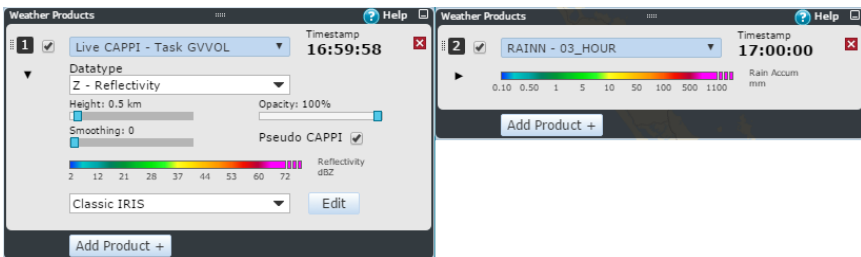 Weather Products
Help
1
Live CAPPI - Task GVVOL
Timestamp
16:59:58
Datatype
Z - Reflectivity
Height: 0.5 km
Opacity: 100%
Smoothing: 0
Pseudo CAPPI
2 12 21 28 37 44 53 60 72
Reflectivity
dBZ
Classic IRIS
Edit
Add Product +
Weather Products
Help
2
RAINN - 03_HOUR
Timestamp
17:00:00
0.10 0.50 1 5 10 50 100 500 1100
Rain Accum
mm
Add Product +